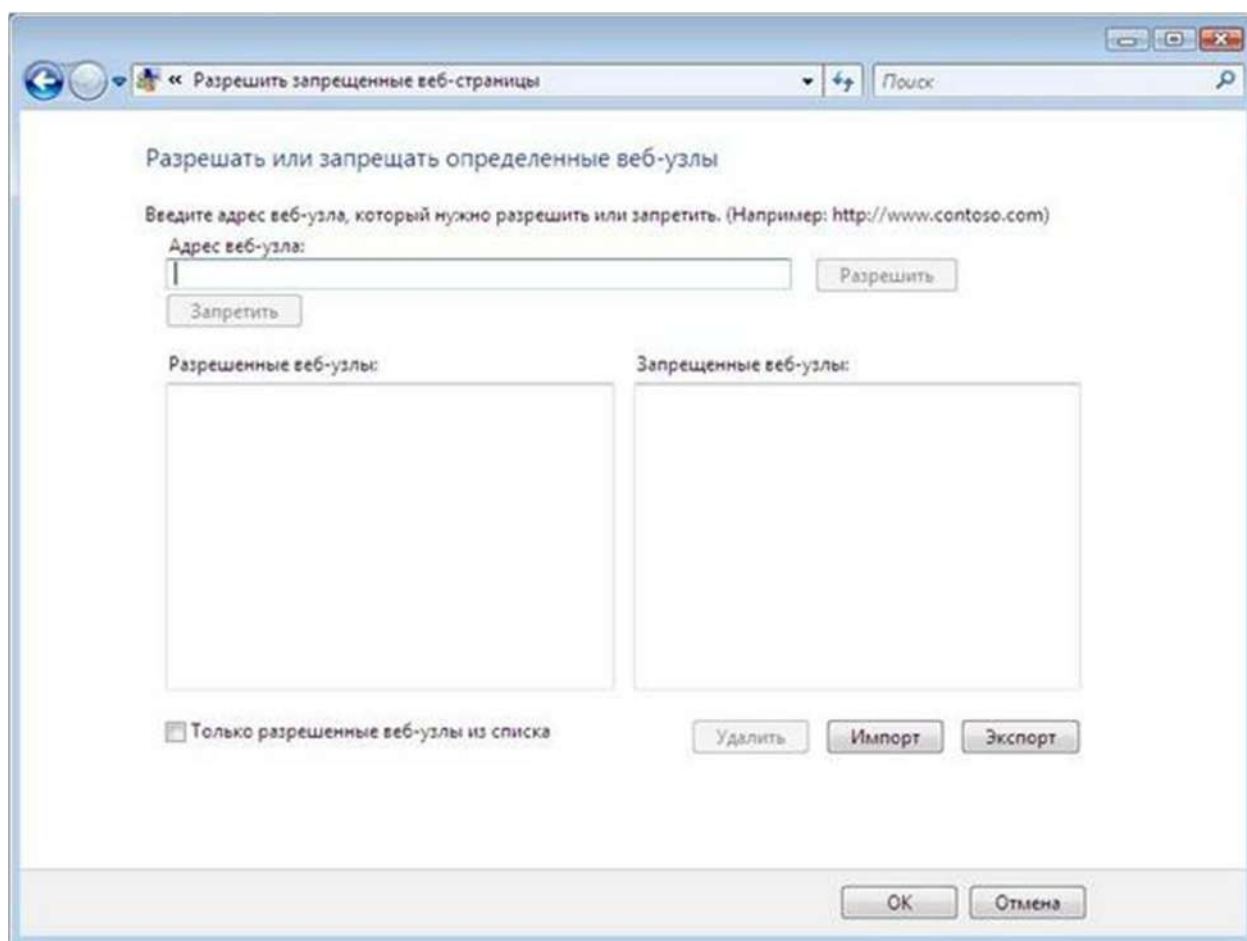 « Разрешить запрещенные веб-страницы
Поиск
Разрешать или запрещать определенные веб-узлы
Введите адрес веб-узла, который нужно разрешить или запретить. (Например: http://www.contoso.com)
Адрес веб-узла:
Разрешить
Запретить
Разрешенные веб-узлы:
Запрещенные веб-узлы:
Только разрешенные веб-узлы из списка
Удалить
Импорт
Экспорт
OK
Отмена